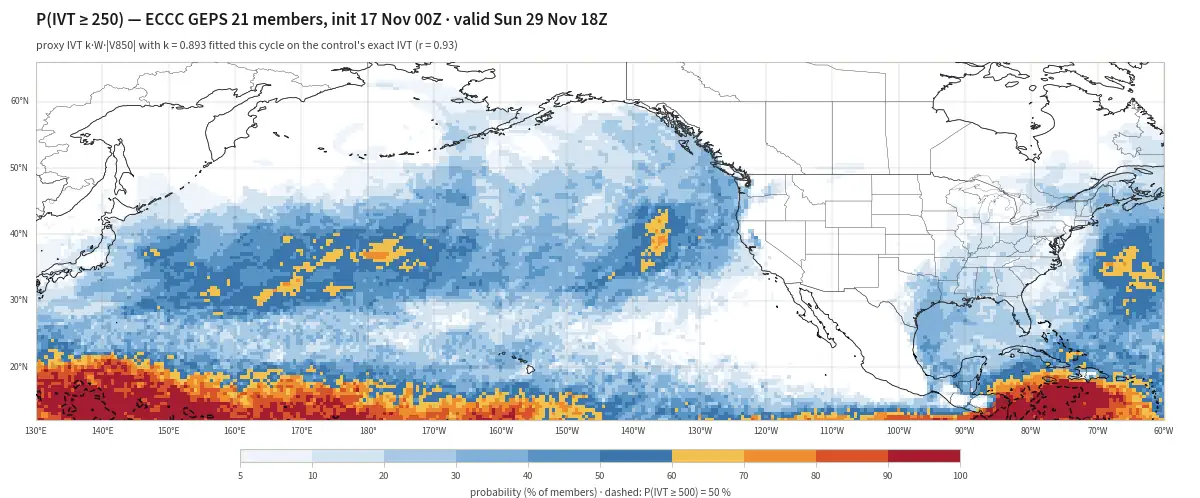 P(IVT ≥ 250) — ECCC GEPS 21 members, init 17 Nov 00Z · valid Sun 29 Nov 18Z
proxy IVT k·W·|V850| with k = 0.893 fitted this cycle on the control's exact IVT (r = 0.93)
60°N
50°N
40°N
30°N
20°N
130°E 140°E 150°E 160°E 170°E 180° 170°W 160°W 150°W 140°W 130°W 120°W 110°W 100°W 90°W 80°W 70°W 60°W
5 10 20 30 40 50 60 70 80 90 100
probability (% of members) · dashed: P(IVT ≥ 500) = 50 %